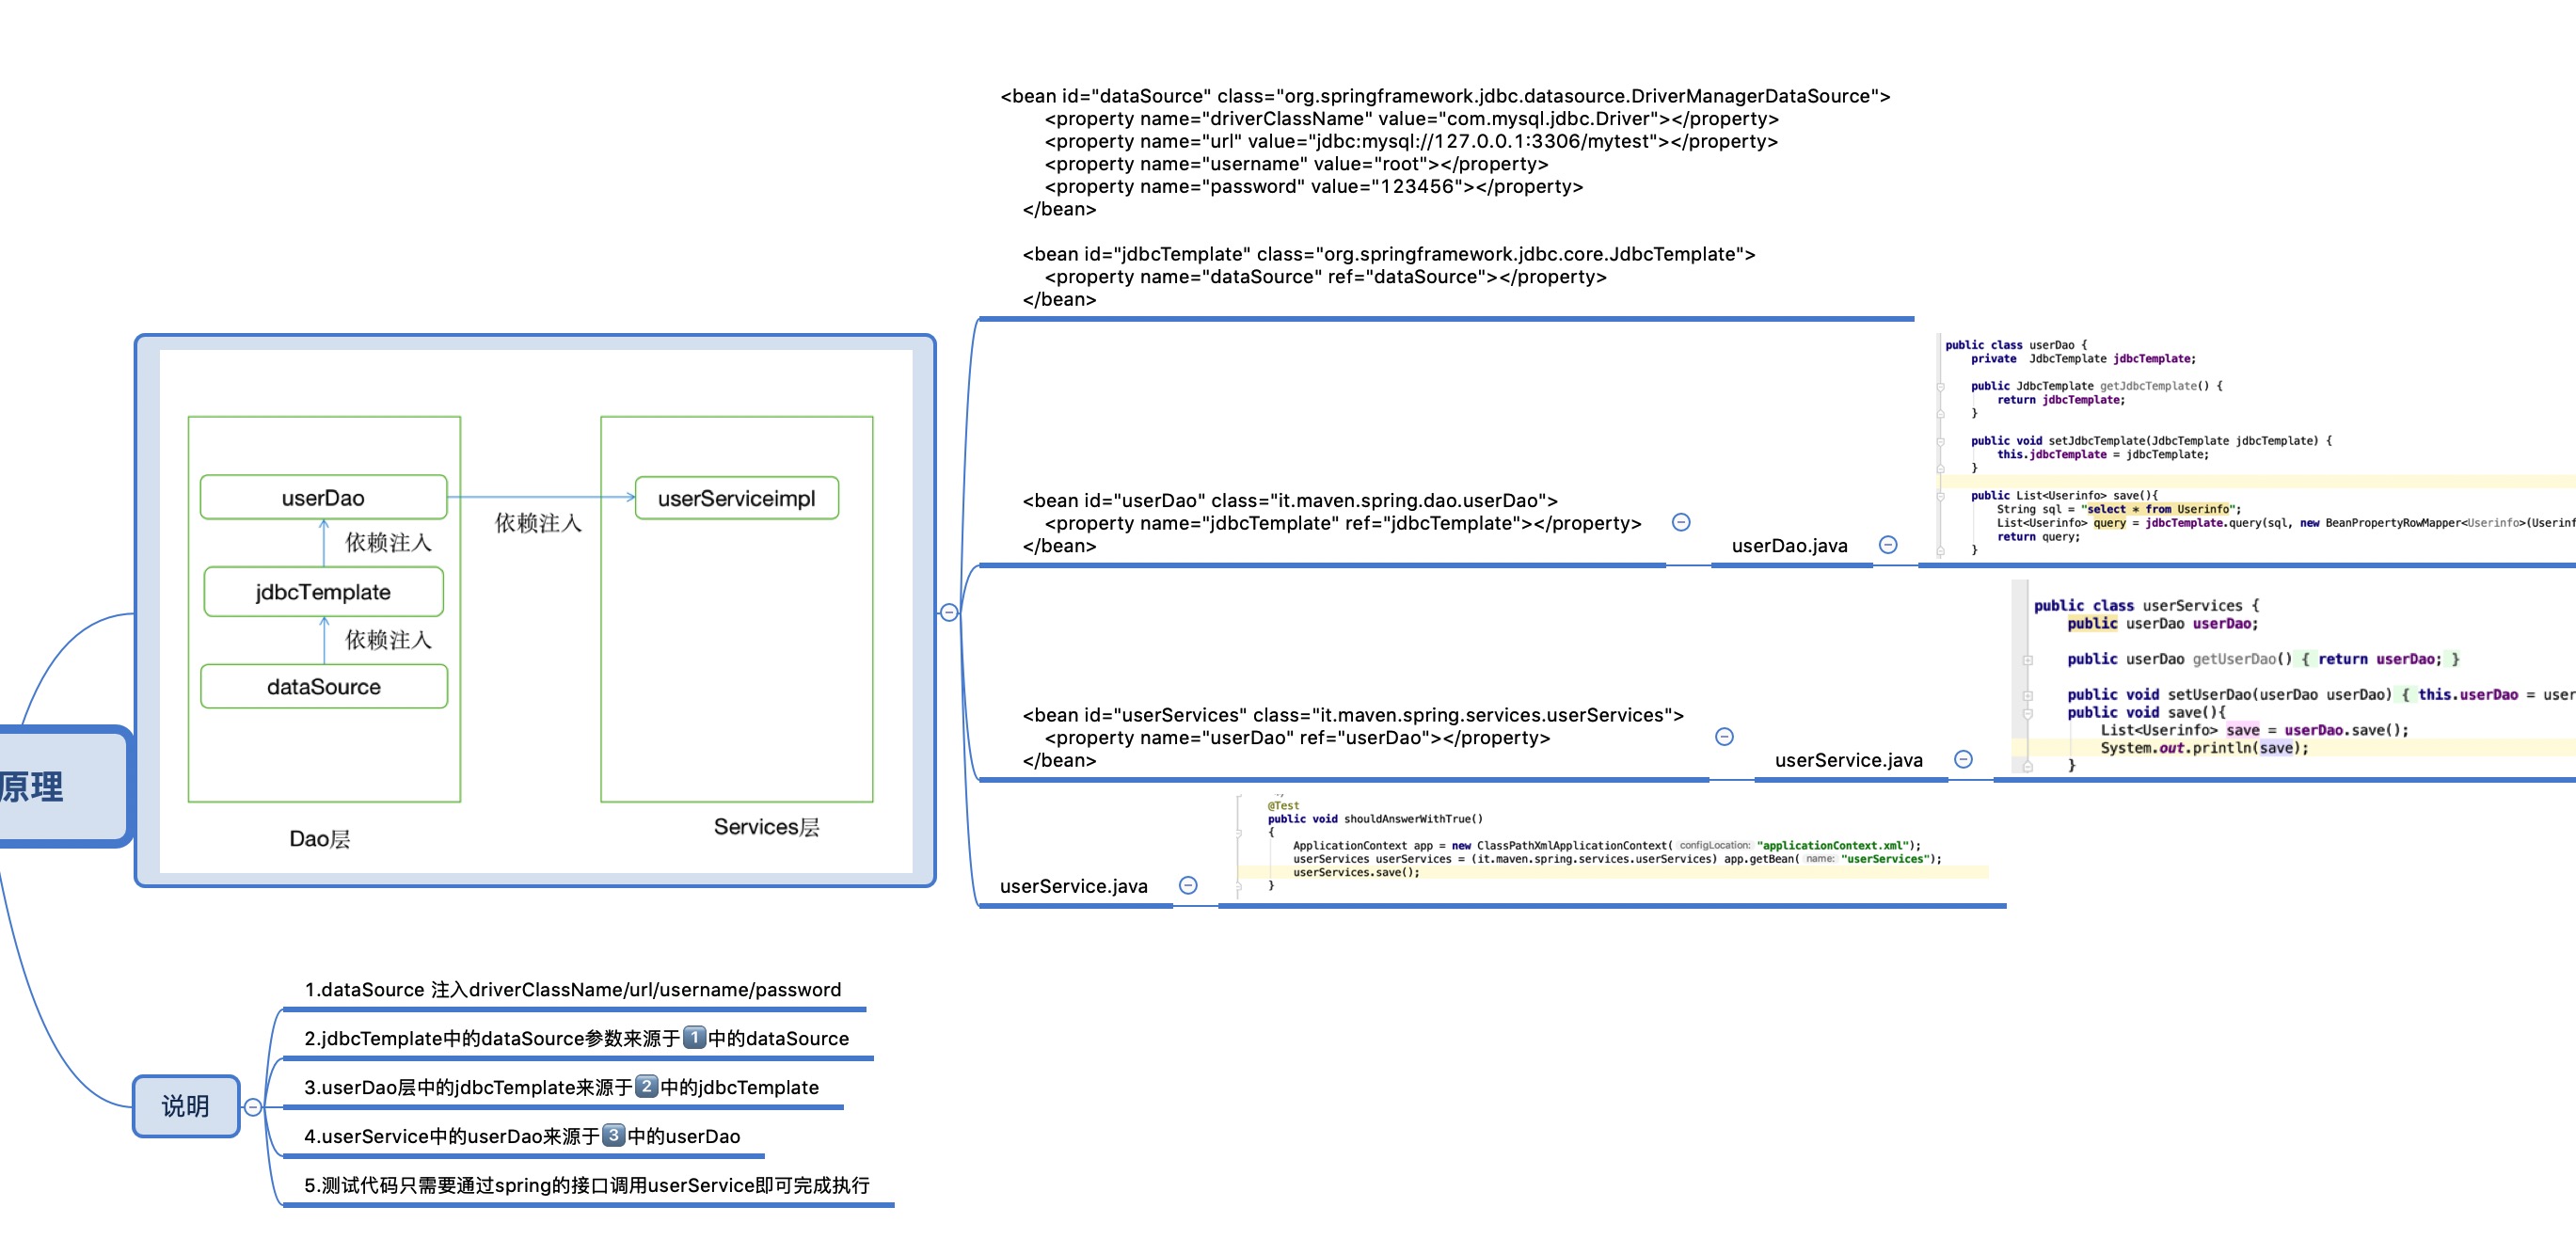 原理
userDao
依赖注入
userServiceimpl
依赖注入
jdbcTemplate
依赖注入
dataSource
Dao层
Services层
<bean id="dataSource" class="org.springframework.jdbc.datasource.DriverManagerDataSource">
<property name="driverClassName" value="com.mysql.jdbc.Driver"></property>
<property name="url" value="jdbc:mysql://127.0.0.1:3306/mytest"></property>
<property name="username" value="root"></property>
<property name="password" value="123456"></property>
</bean>
<bean id="jdbcTemplate" class="org.springframework.jdbc.core.JdbcTemplate">
<property name="dataSource" ref="dataSource"></property>
</bean>
<bean id="userDao" class="it.maven.spring.dao.userDao">
<property name="jdbcTemplate" ref="jdbcTemplate"></property>
</bean>
userDao.java
public class userDao {
private JdbcTemplate jdbcTemplate;
public JdbcTemplate getJdbcTemplate() {
return jdbcTemplate;
}
public void setJdbcTemplate(JdbcTemplate jdbcTemplate) {
this.jdbcTemplate = jdbcTemplate;
}
public List<Userinfo> save(){
String sql = "select * from Userinfo";
List<Userinfo> query = jdbcTemplate.query(sql, new BeanPropertyRowMapper<Userinfo>(Userinf
return query;
}
<bean id="userServices" class="it.maven.spring.services.userServices">
<property name="userDao" ref="userDao"></property>
</bean>
userService.java
public class userServices {
public userDao userDao;
public userDao getUserDao() { return userDao; }
public void setUserDao(userDao userDao) { this.userDao = user
public void save(){
List<Userinfo> save = userDao.save();
System.out.println(save);
}
userService.java
@Test
public void shouldAnswerWithTrue()
{
ApplicationContext app = new ClassPathXmlApplicationContext( configLocation: "applicationContext.xml");
userServices userServices = (it.maven.spring.services.userServices) app.getBean( name: "userServices");
userServices.save();
}
说明
1.dataSource 注入driverClassName/url/username/password
2.jdbcTemplate中的dataSource参数来源于1️⃣中的dataSource
3.userDao层中的jdbcTemplate来源于2️⃣中的jdbcTemplate
4.userService中的userDao来源于3️⃣中的userDao
5.测试代码只需要通过spring的接口调用userService即可完成执行